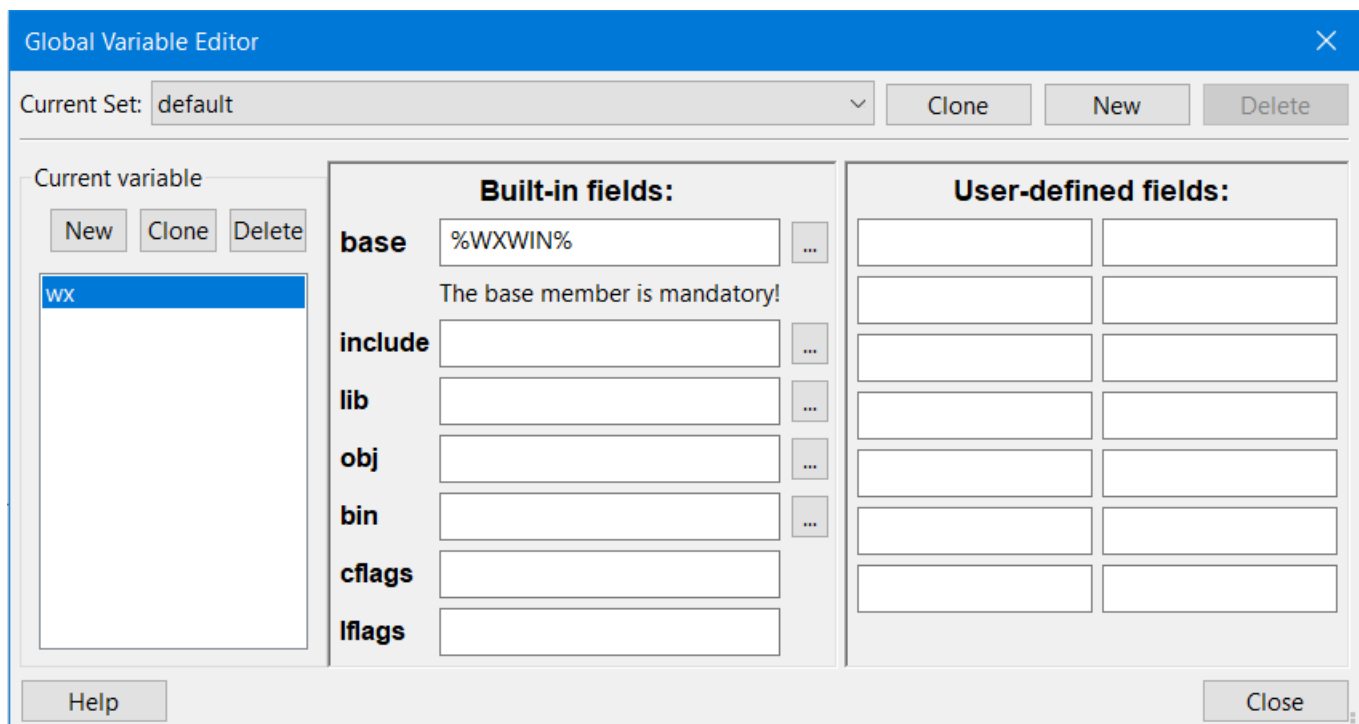 Global Variable Editor
Current Set: default Clone New Delete
Current variable
New Clone Delete
wx
Built-in fields:
base %WXWIN% ...
The base member is mandatory!
include ...
lib ...
obj ...
bin ...
cflags
lflags
User-defined fields:
Help Close